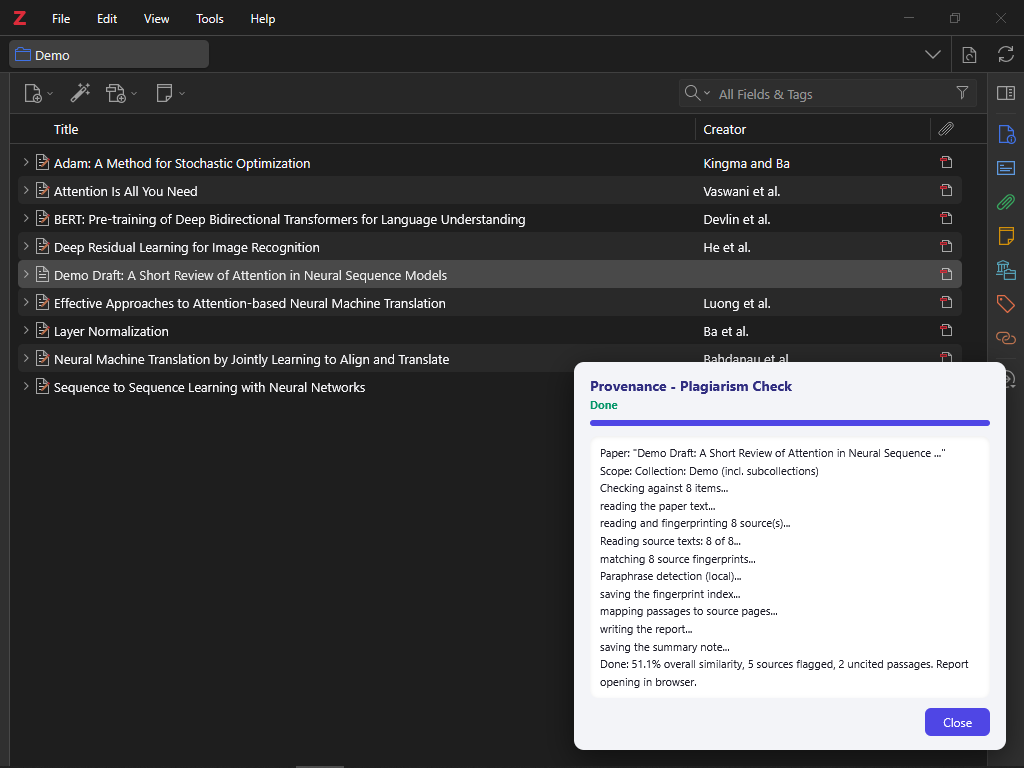 Z File Edit View Tools Help
Demo
All Fields & Tags
Title Creator
Adam: A Method for Stochastic Optimization Kingma and Ba
Attention Is All You Need Vaswani et al.
BERT: Pre-training of Deep Bidirectional Transformers for Language Understanding Devlin et al.
Deep Residual Learning for Image Recognition He et al.
Demo Draft: A Short Review of Attention in Neural Sequence Models
Effective Approaches to Attention-based Neural Machine Translation Luong et al.
Layer Normalization Ba et al.
Neural Machine Translation by Jointly Learning to Align and Translate Bahdanau et al.
Sequence to Sequence Learning with Neural Networks
Provenance - Plagiarism Check
Done
Paper: "Demo Draft: A Short Review of Attention in Neural Sequence ..."
Scope: Collection: Demo (incl. subcollections)
Checking against 8 items...
reading the paper text...
reading and fingerprinting 8 source(s)...
Reading source texts: 8 of 8...
matching 8 source fingerprints...
Paraphrase detection (local)...
saving the fingerprint index...
mapping passages to source pages...
writing the report...
saving the summary note...
Done: 51.1% overall similarity, 5 sources flagged, 2 uncited passages. Report
opening in browser.
Close